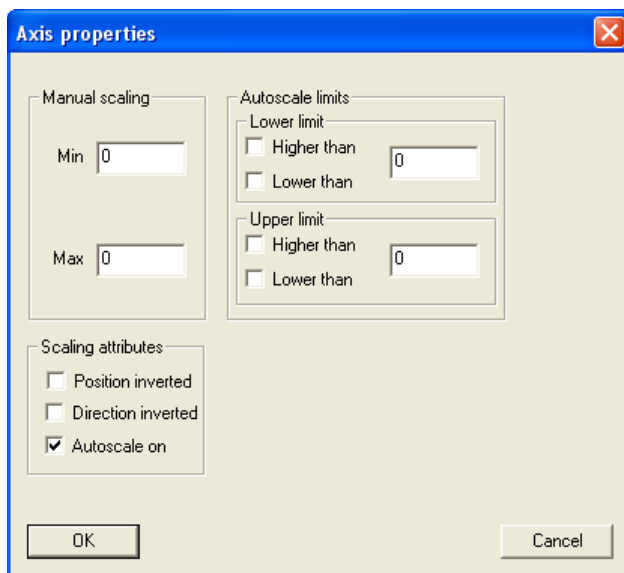 Axis properties
Manual scaling
Min 0
Max 0
Autoscale limits
Lower limit
Higher than
0
Lower than
Upper limit
Higher than
0
Lower than
Scaling attributes
Position inverted
Direction inverted
Autoscale on
OK
Cancel